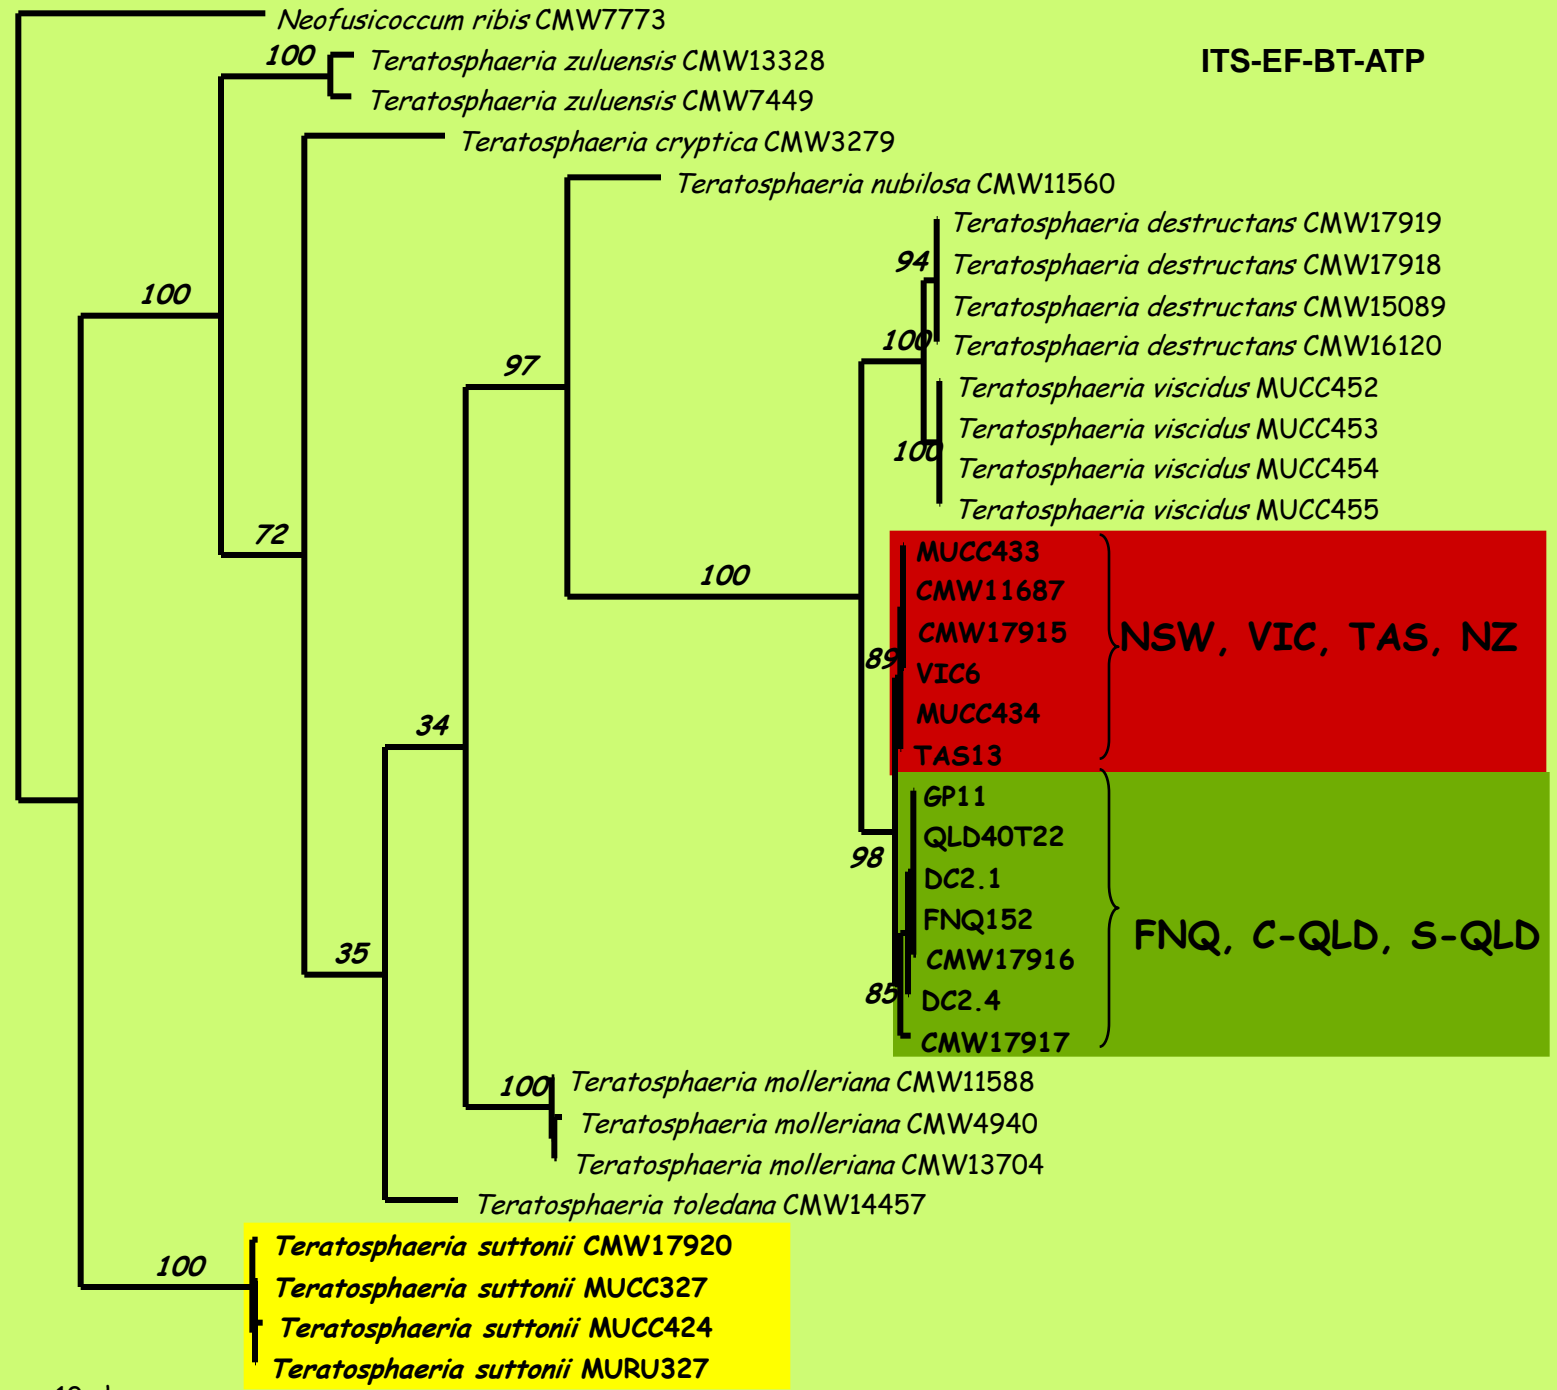 Neofusicoccum ribis CMW7773
100
Teratosphaeria zuluensis CMW13328
ITS-EF-BT-ATP
Teratosphaeria zuluensis CMW7449
Teratosphaeria cryptica CMW3279
Teratosphaeria nubilosa CMW11560
Teratosphaeria destructans CMW17919
94
Teratosphaeria destructans CMW17918
100
Teratosphaeria destructans CMW15089
100
Teratosphaeria destructans CMW16120
97
Teratosphaeria viscidus MUCC452
Teratosphaeria viscidus MUCC453
100
Teratosphaeria viscidus MUCC454
Teratosphaeria viscidus MUCC455
72
MUCC433
100
CMW11687
CMW17915
NSW, VIC, TAS, NZ
89
VIC6
MUCC434
34
TAS13
GP11
QLD40T22
98
DC2.1
FNQ152
FNQ, C-QLD, S-QLD
35
CMW17916
85
DC2.4
CMW17917
100
Teratosphaeria molleriana CMW11588
Teratosphaeria molleriana CMW4940
Teratosphaeria molleriana CMW13704
Teratosphaeria toledana CMW14457
Teratosphaeria suttonii CMW17920
100
Teratosphaeria suttonii MUCC327
Teratosphaeria suttonii MUCC424
Teratosphaeria suttonii MURU327